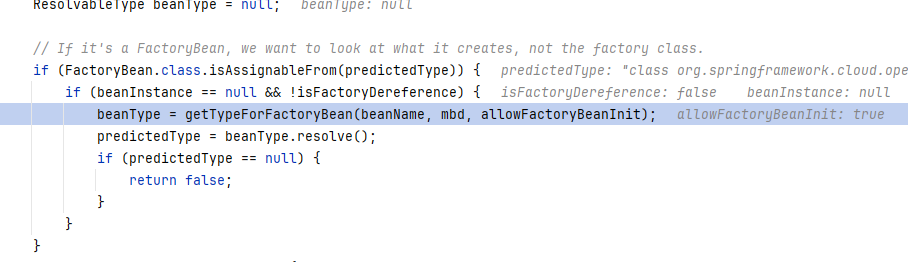 ResolvableType beanType = null; beanType: null
// If it's a FactoryBean, we want to look at what it creates, not the factory class.
if (FactoryBean.class.isAssignableFrom(predictedType)) { predictedType: "class org.springframework.cloud.ope
if (beanInstance == null && !isFactoryDereference) { isFactoryDereference: false beanInstance: null
beanType = getTypeForFactoryBean(beanName, mbd, allowFactoryBeanInit); allowFactoryBeanInit: true
predictedType = beanType.resolve();
if (predictedType == null) {
return false;
}
}
}